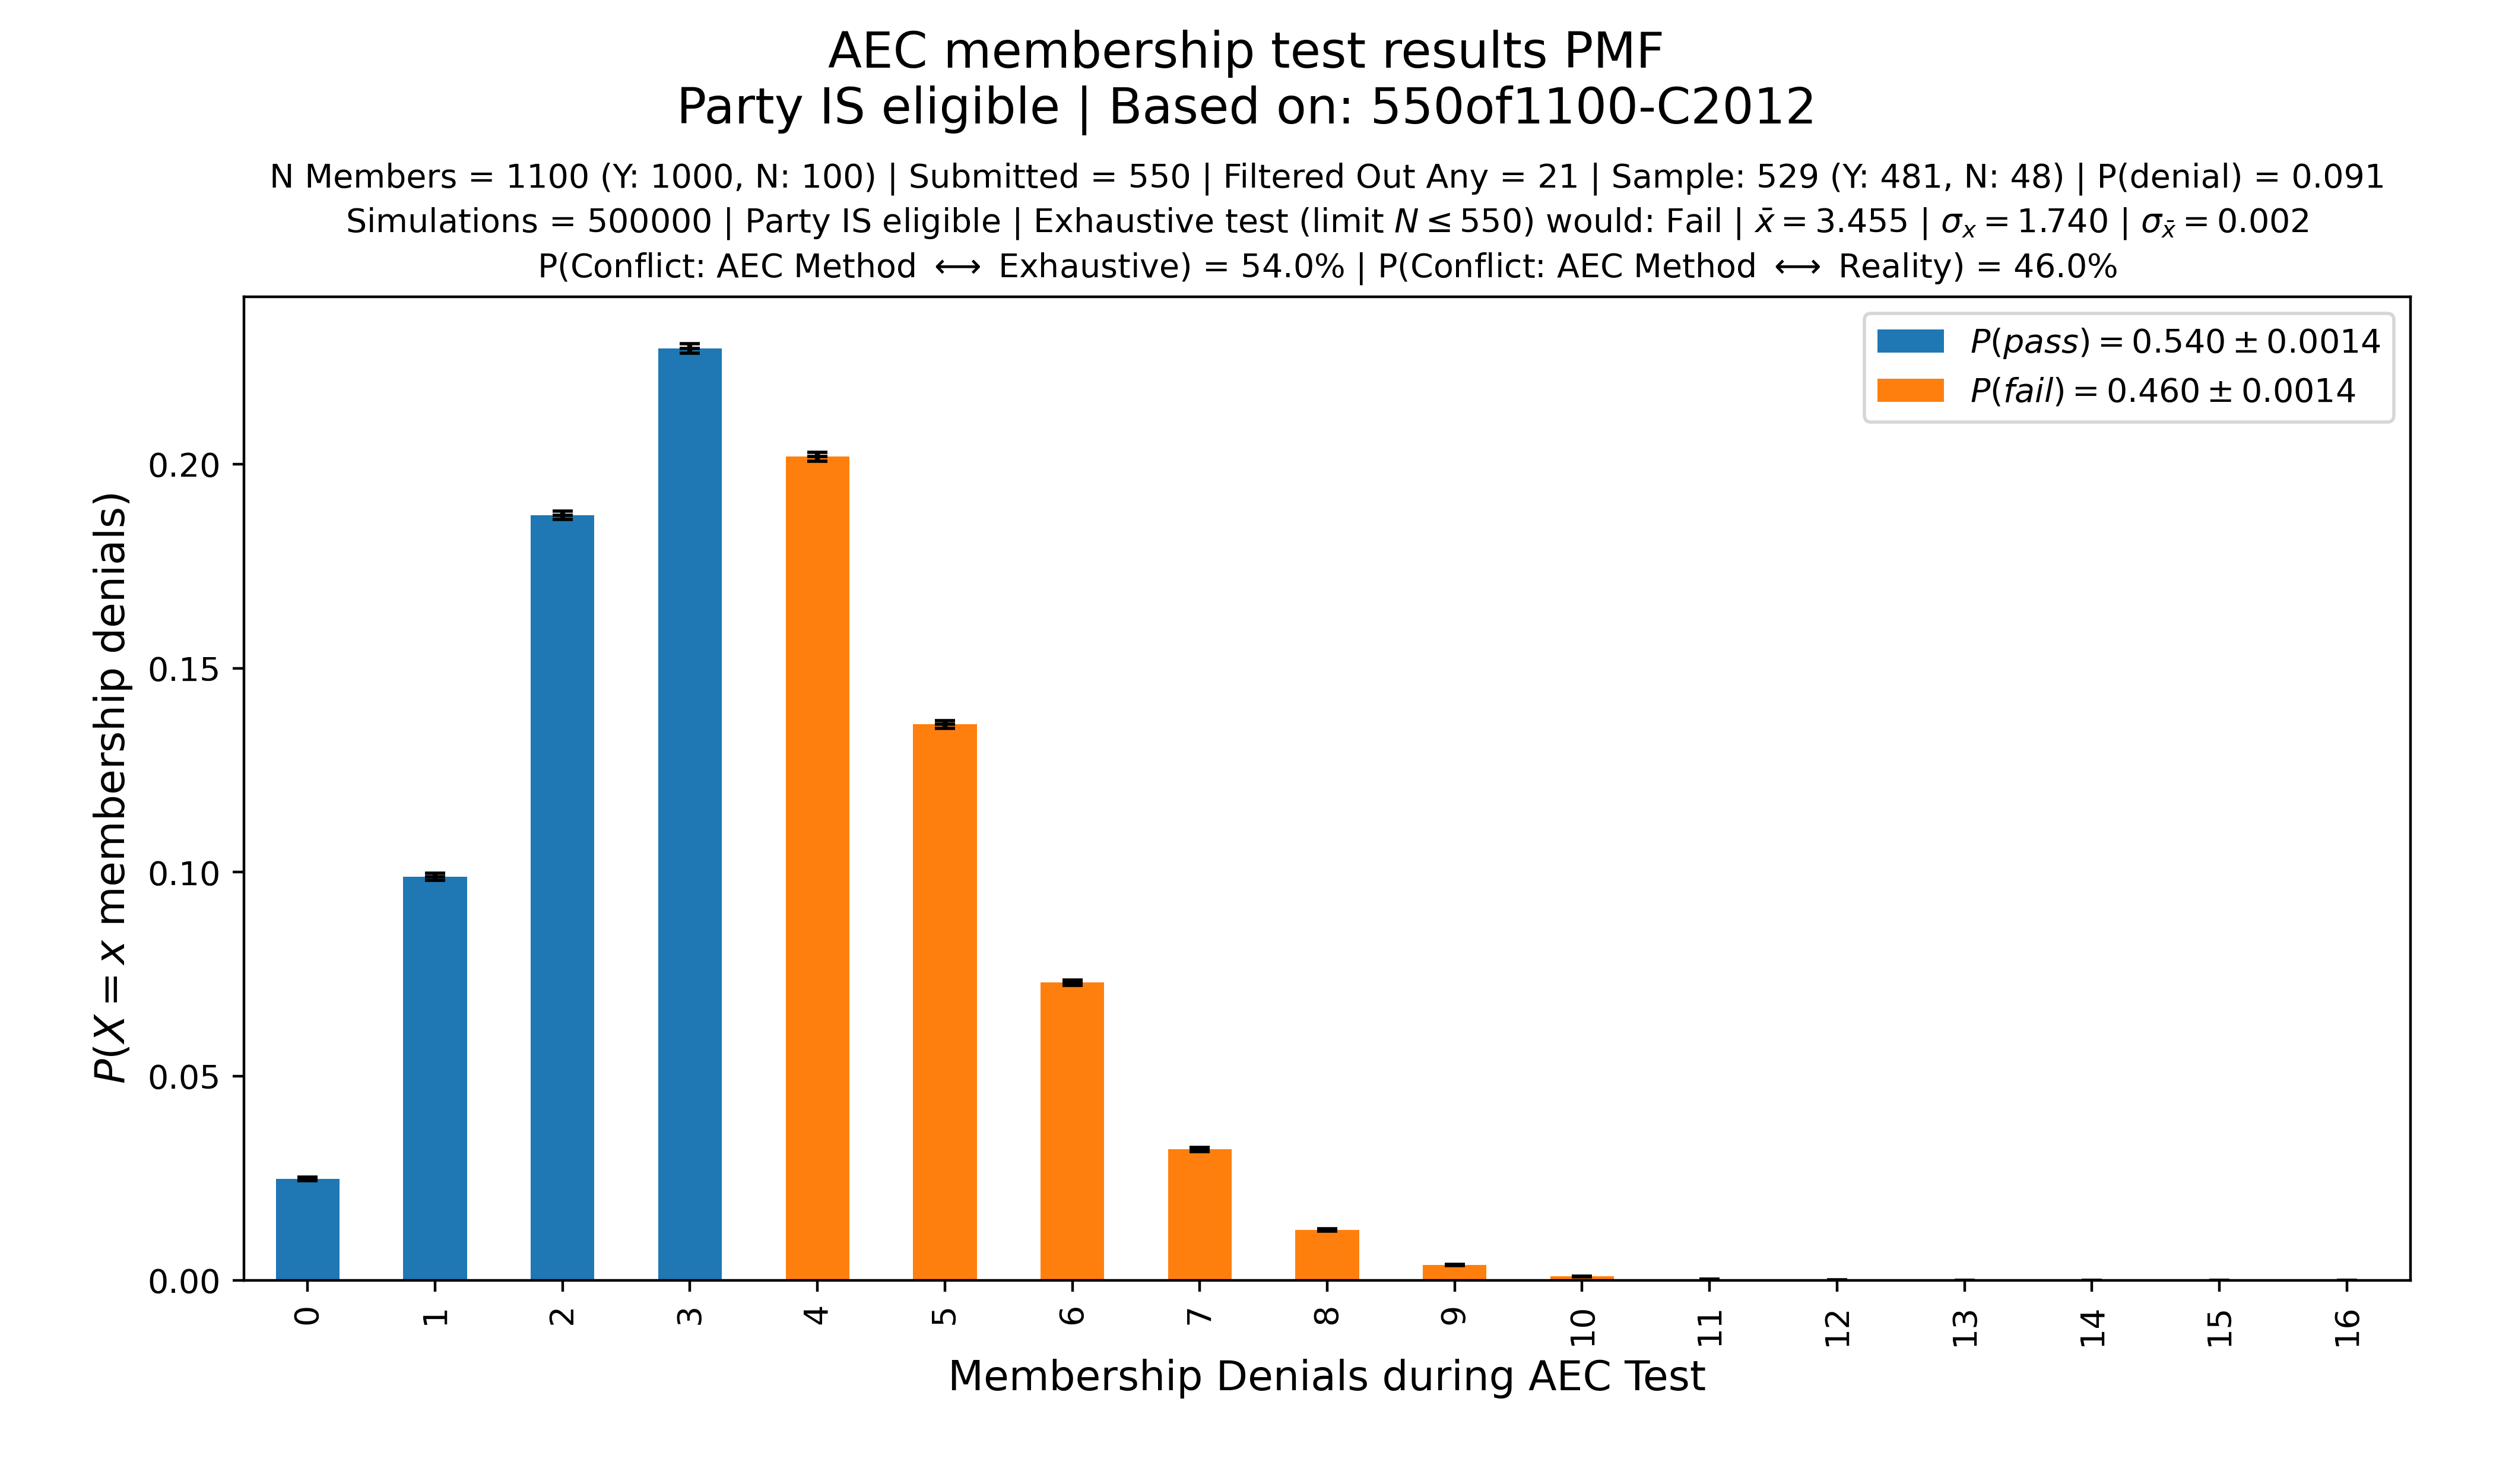 AEC membership test results PMF
Party IS eligible | Based on: 550of1100-C2012
N Members = 1100 (Y: 1000, N: 100) | Submitted = 550 | Filtered Out Any = 21 | Sample: 529 (Y: 481, N: 48) | P(denial) = 0.091
Simulations = 500000 | Party IS eligible | Exhaustive test (limit N ≤ 550) would: Fail | x̄ = 3.455 | σₓ = 1.740 | σ_x̄ = 0.002
P(Conflict: AEC Method ⟷ Exhaustive) = 54.0% | P(Conflict: AEC Method ⟷ Reality) = 46.0%
P(pass) = 0.540 ± 0.0014
P(fail) = 0.460 ± 0.0014
P(X = x membership denials)
0.20
0.15
0.10
0.05
0.00
0 1 2 3 4 5 6 7 8 9 10 11 12 13 14 15 16
Membership Denials during AEC Test